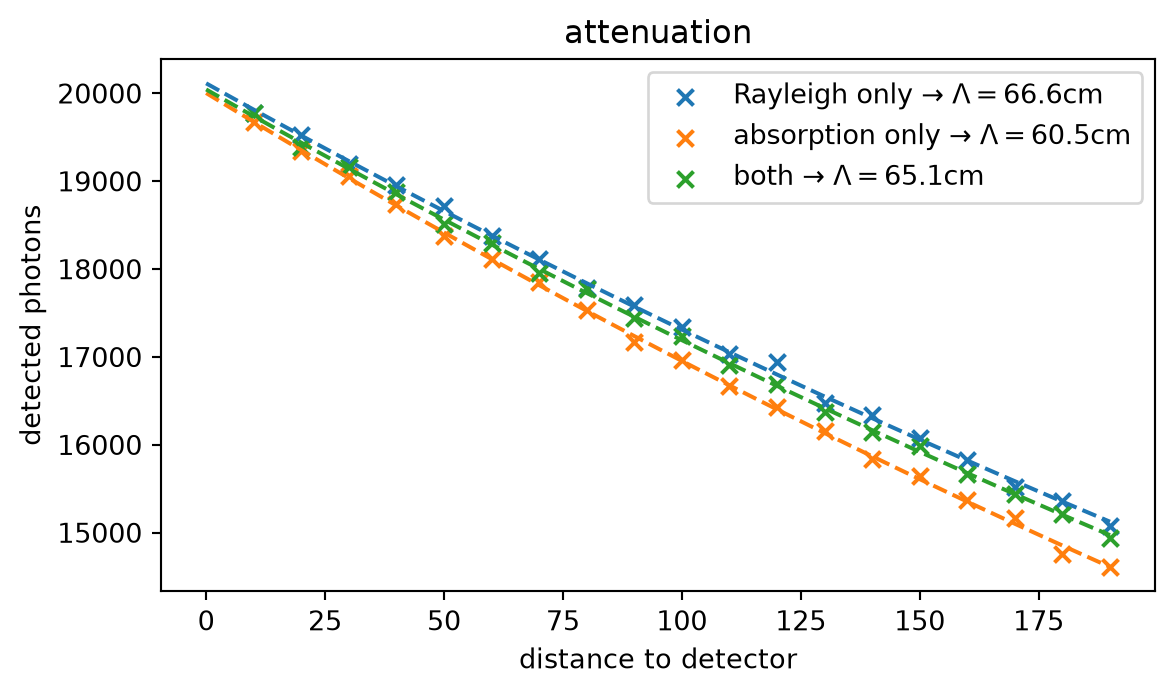 attenuation
detected photons
20000
19000
18000
17000
16000
15000
Rayleigh only → Λ = 66.6cm
absorption only → Λ = 60.5cm
both → Λ = 65.1cm
0 25 50 75 100 125 150 175
distance to detector